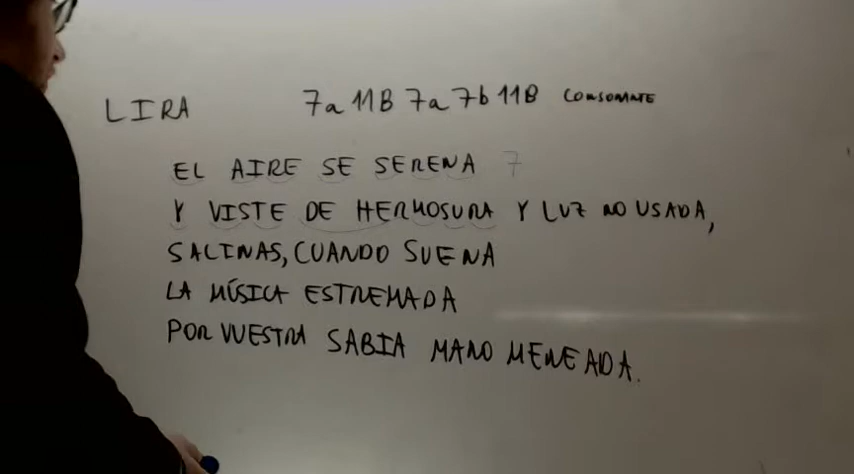 LIRA 7a 11B 7a 7b 11B CONSONANTE
EL AIRE SE SERENA 7
Y VISTE DE HERMOSURA Y LUZ NO USADA,
SALINAS, CUANDO SUENA
LA MÚSICA ESTREMADA
POR VUESTRA SABIA MANO MENEADA.